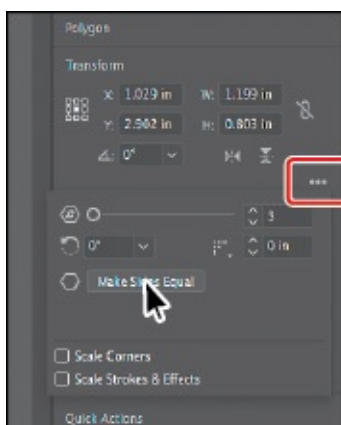 Polygon
Transform
X: 1.029 in W: 1.199 in
Y: 2.902 in H: 0.803 in
0°
3
0° 0 in
Make Sides Equal
Scale Corners
Scale Strokes & Effects
Quick Actions